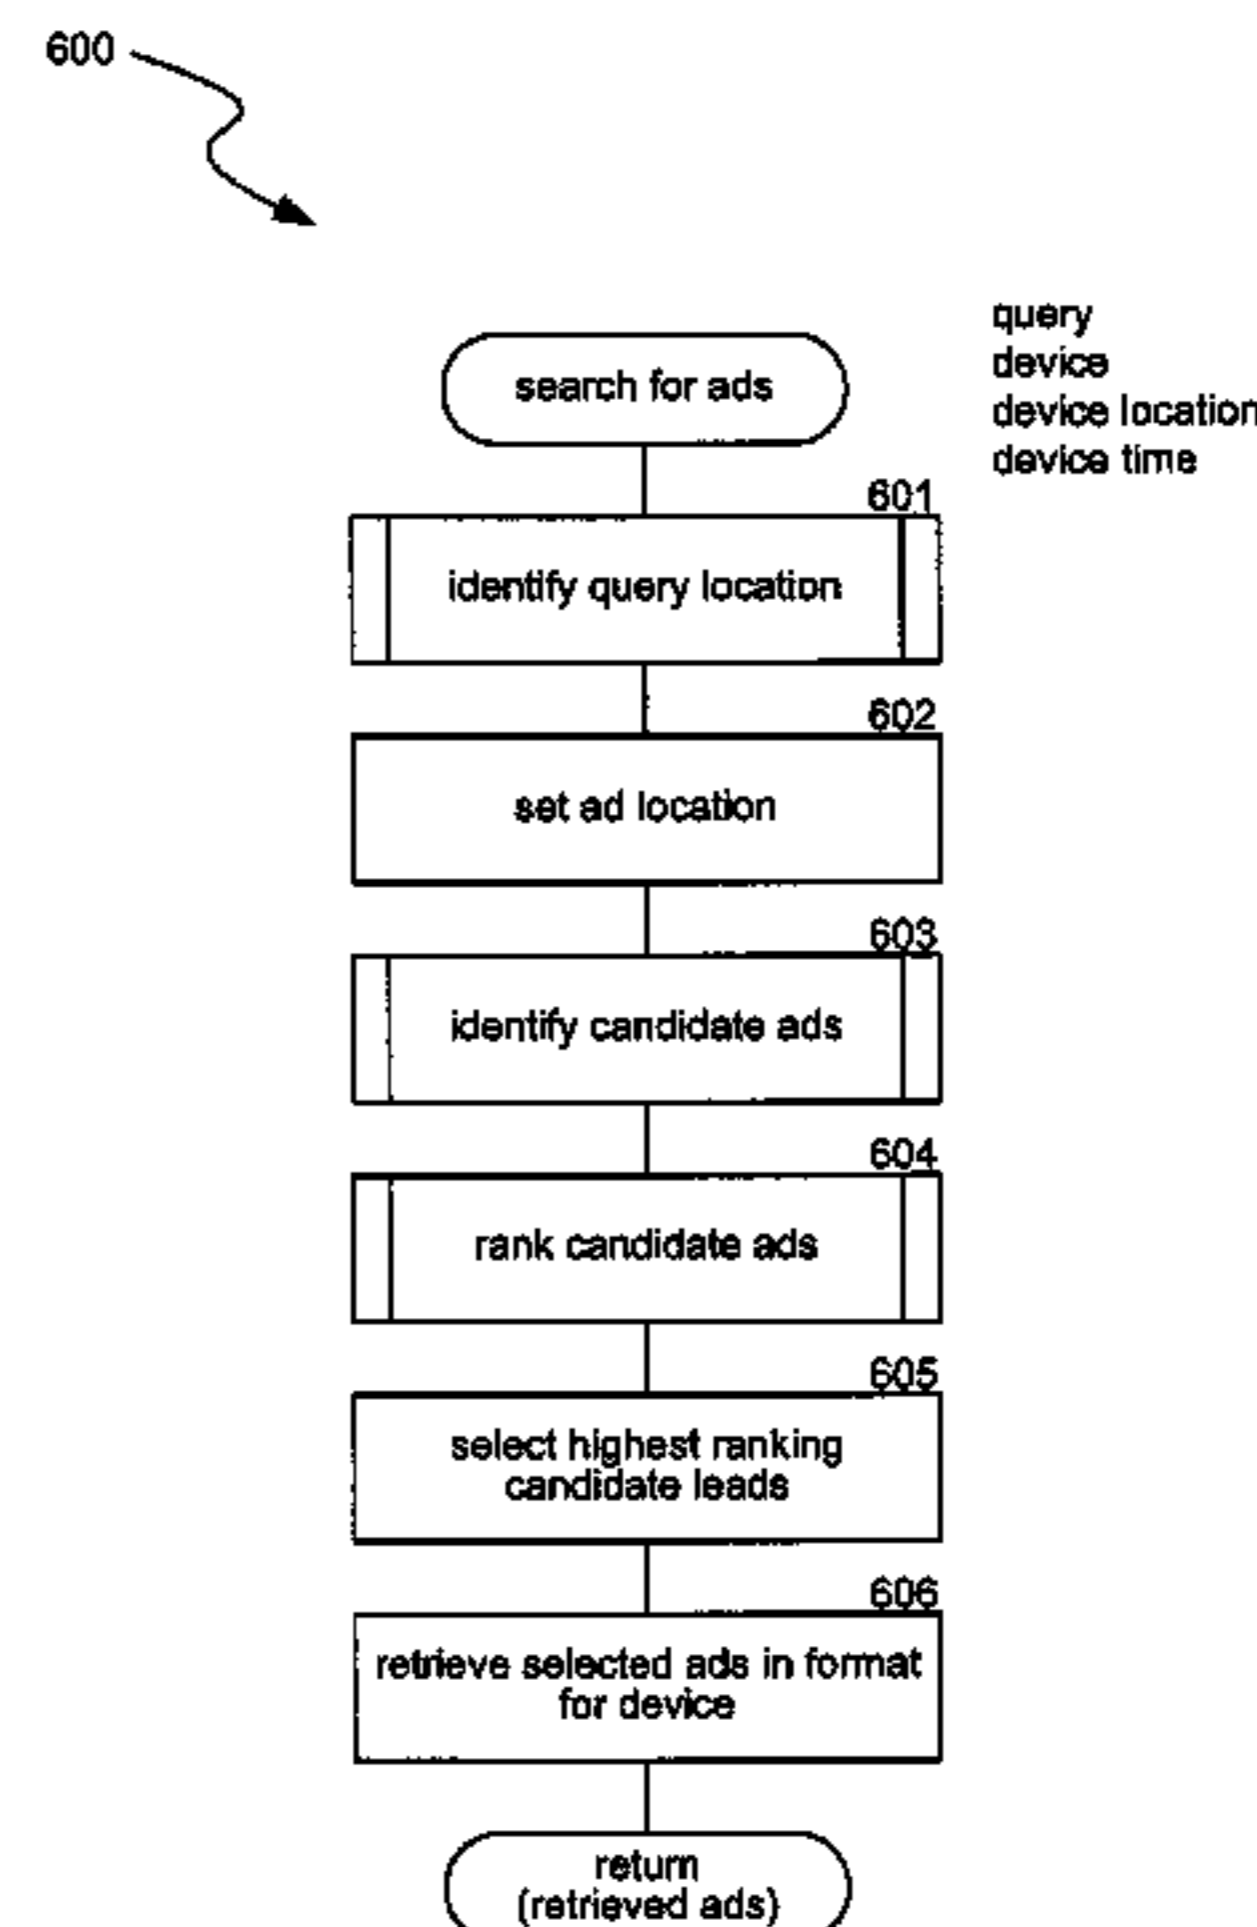 600
search for ads
query
device
device location
device time
601
identify query location
602
set ad location
603
identify candidate ads
604
rank candidate ads
605
select highest ranking
candidate leads
606
retrieve selected ads in format
for device
return
(retrieved ads)